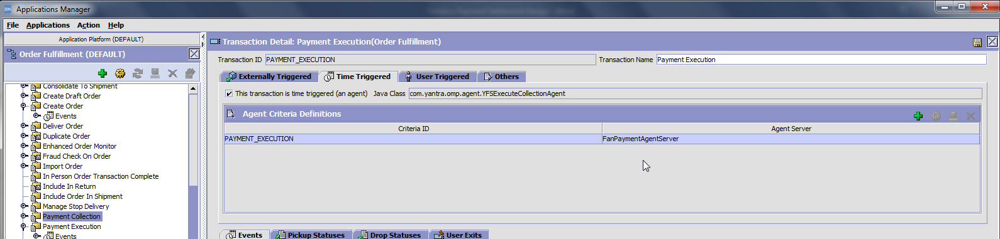 IBM Applications Manager
File Applications Action Help
Application Platform (DEFAULT)
Order Fulfillment (DEFAULT)
Consolidate To Shipment
Create Draft Order
Create Order
Events
Deliver Order
Duplicate Order
Enhanced Order Monitor
Fraud Check On Order
Import Order
In Person Order Transaction Complete
Include In Return
Include Order In Shipment
Manage Stop Delivery
Payment Collection
Payment Execution
Events
Transaction Detail: Payment Execution(Order Fulfillment)
Transaction ID PAYMENT_EXECUTION Transaction Name Payment Execution
Externally Triggered Time Triggered User Triggered Others
This transaction is time triggered (an agent) Java Class com.yantra.omp.agent.YFSExecuteCollectionAgent
Agent Criteria Definitions
Criteria ID Agent Server
PAYMENT_EXECUTION FanPaymentAgentServer
Events Pickup Statuses Drop Statuses User Exits